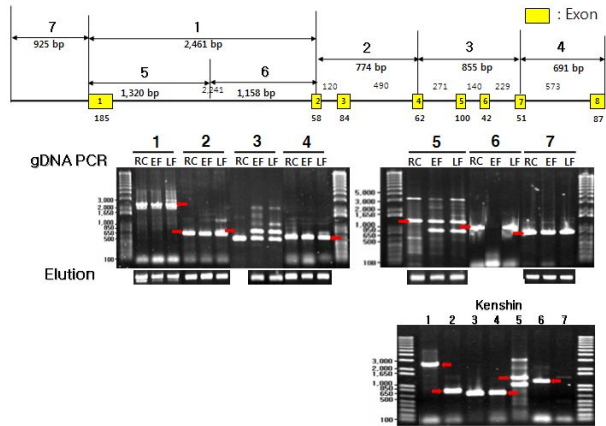 : Exon
7 1 2 3 4
925 bp 2,461 bp 774 bp 855 bp 691 bp
5 6
1,320 bp 2,241 1,158 bp 120 490 271 140 229 573
1 2 3 4 5 6 7 8
185 58 84 62 100 42 51 87
gDNA PCR
1 2 3 4
RC EF LF RC EF LF RC EF LF RC EF LF
3,000
2,000
1,650
1,000
850
650
500
100
5 6 7
RC EF LF RC EF LF RC EF LF
5,000
3,000
2,000
1,650
1,000
850
650
500
100
Elution
Kenshin
1 2 3 4 5 6 7
3,000
2,000
1,650
1,000
850
650
500
100